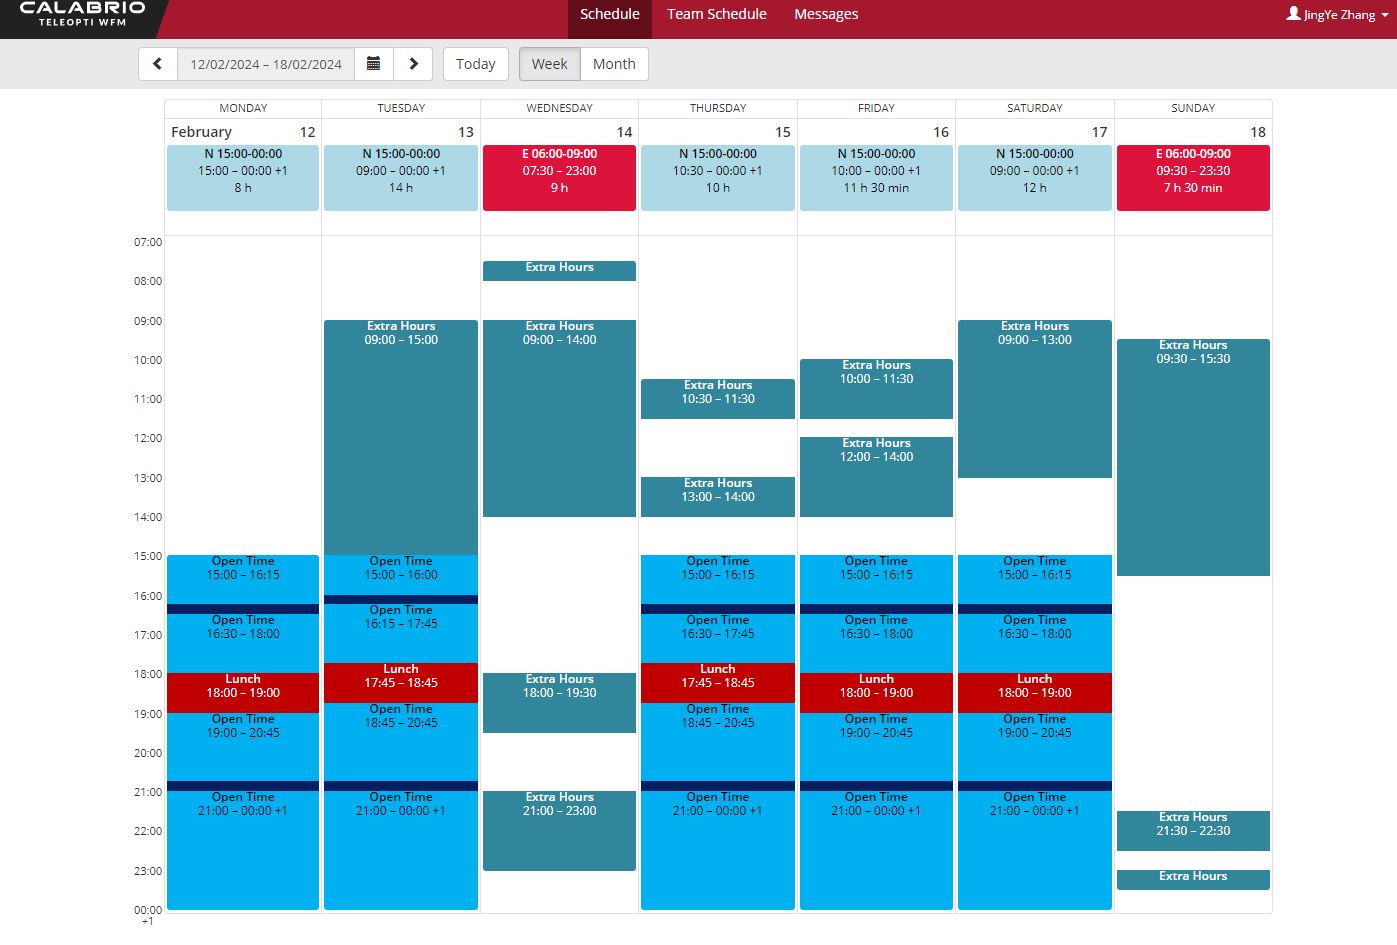 CALABRIO
TELEOPTI WFM
Schedule
Team Schedule
Messages
JingYe Zhang
12/02/2024 – 18/02/2024
Today
Week
Month
MONDAY
TUESDAY
WEDNESDAY
THURSDAY
FRIDAY
SATURDAY
SUNDAY
February 12
13
14
15
16
17
18
N 15:00-00:00
15:00 – 00:00 +1
8 h
N 15:00-00:00
09:00 – 00:00 +1
14 h
E 06:00-09:00
07:30 – 23:00
9 h
N 15:00-00:00
10:30 – 00:00 +1
10 h
N 15:00-00:00
10:00 – 00:00 +1
11 h 30 min
N 15:00-00:00
09:00 – 00:00 +1
12 h
E 06:00-09:00
09:30 – 23:30
7 h 30 min
07:00
08:00
09:00
10:00
11:00
12:00
13:00
14:00
15:00
16:00
17:00
18:00
19:00
20:00
21:00
22:00
23:00
00:00
+1
Open Time
15:00 – 16:15
Open Time
16:30 – 18:00
Lunch
18:00 – 19:00
Open Time
19:00 – 20:45
Open Time
21:00 – 00:00 +1
Extra Hours
09:00 – 15:00
Open Time
15:00 – 16:00
Open Time
16:15 – 17:45
Lunch
17:45 – 18:45
Open Time
18:45 – 20:45
Open Time
21:00 – 00:00 +1
Extra Hours
Extra Hours
09:00 – 14:00
Extra Hours
18:00 – 19:30
Extra Hours
21:00 – 23:00
Extra Hours
10:30 – 11:30
Extra Hours
13:00 – 14:00
Open Time
15:00 – 16:15
Open Time
16:30 – 17:45
Lunch
17:45 – 18:45
Open Time
18:45 – 20:45
Open Time
21:00 – 00:00 +1
Extra Hours
10:00 – 11:30
Extra Hours
12:00 – 14:00
Open Time
15:00 – 16:15
Open Time
16:30 – 18:00
Lunch
18:00 – 19:00
Open Time
19:00 – 20:45
Open Time
21:00 – 00:00 +1
Extra Hours
09:00 – 13:00
Open Time
15:00 – 16:15
Open Time
16:30 – 18:00
Lunch
18:00 – 19:00
Open Time
19:00 – 20:45
Open Time
21:00 – 00:00 +1
Extra Hours
09:30 – 15:30
Extra Hours
21:30 – 22:30
Extra Hours